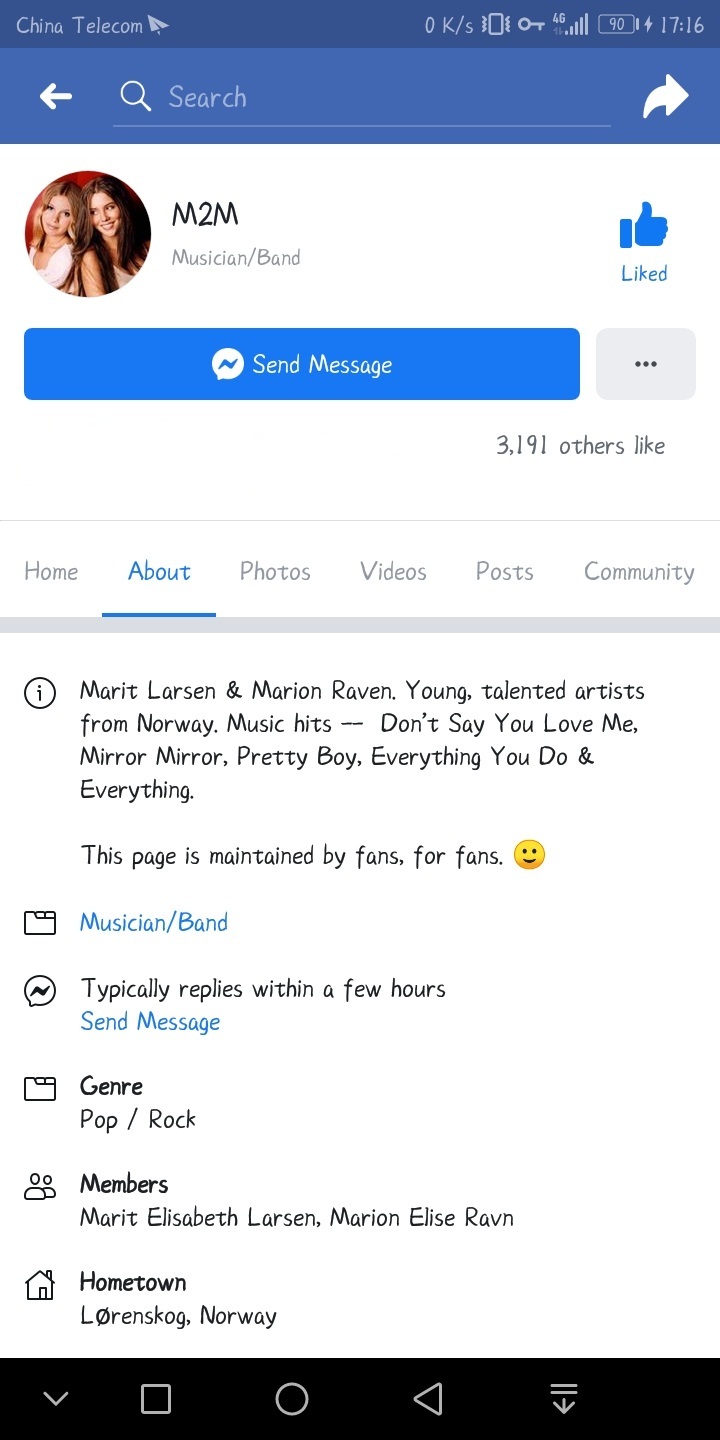 China Telecom
0 K/s 4G 90 17:16
Search
M2M
Musician/Band
Liked
Send Message
3,191 others like
Home About Photos Videos Posts Community
Marit Larsen & Marion Raven. Young, talented artists
from Norway. Music hits -- Don't Say You Love Me,
Mirror Mirror, Pretty Boy, Everything You Do &
Everything.
This page is maintained by fans, for fans. 🙂
Musician/Band
Typically replies within a few hours
Send Message
Genre
Pop / Rock
Members
Marit Elisabeth Larsen, Marion Elise Ravn
Hometown
Lørenskog, Norway